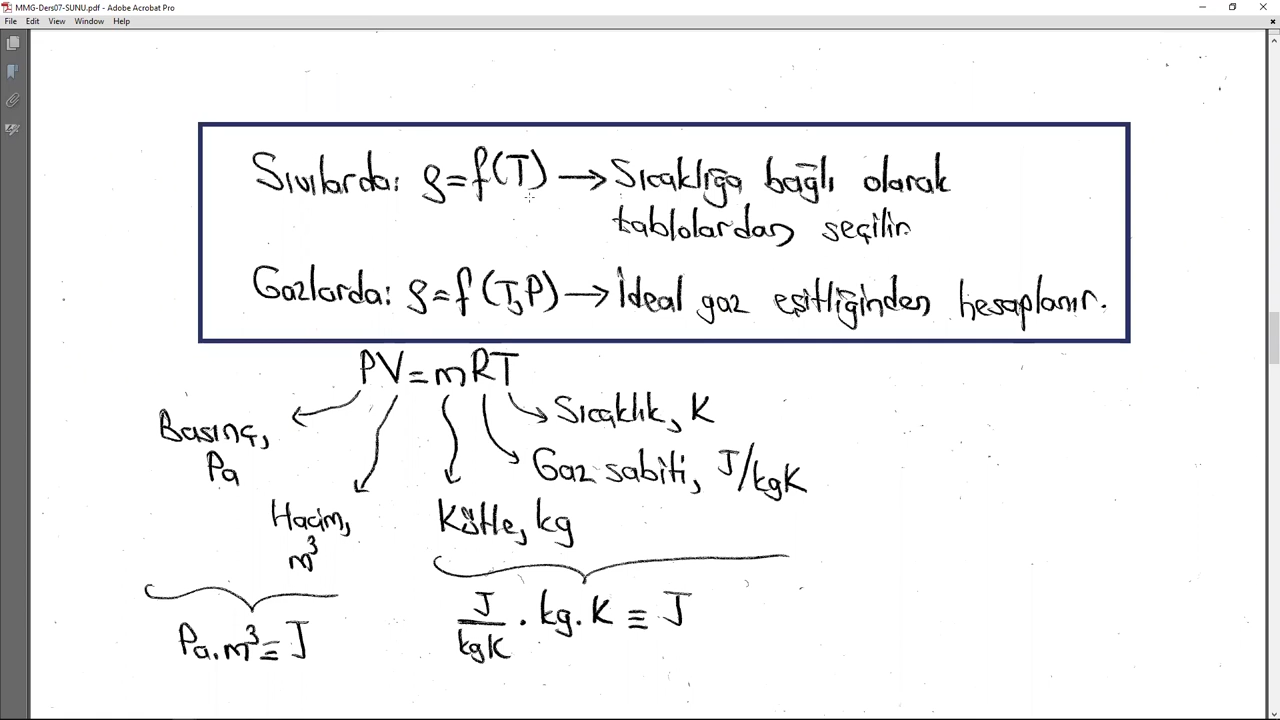 MMG-Ders07-SUNU.pdf - Adobe Acrobat Pro
File Edit View Window Help
Sıvılarda: ρ=f(T) → Sıcaklığa bağlı olarak
tablolardan seçilir
Gazlarda: ρ=f(T,P) → İdeal gaz eşitliğinden hesaplanır.
PV=mRT
Basınç,
Pa
Hacim,
m³
Kütle, kg
Gaz sabiti, J/kgK
Sıcaklık, K
Pa.m³≡J
J/kgK . kg.K ≡ J